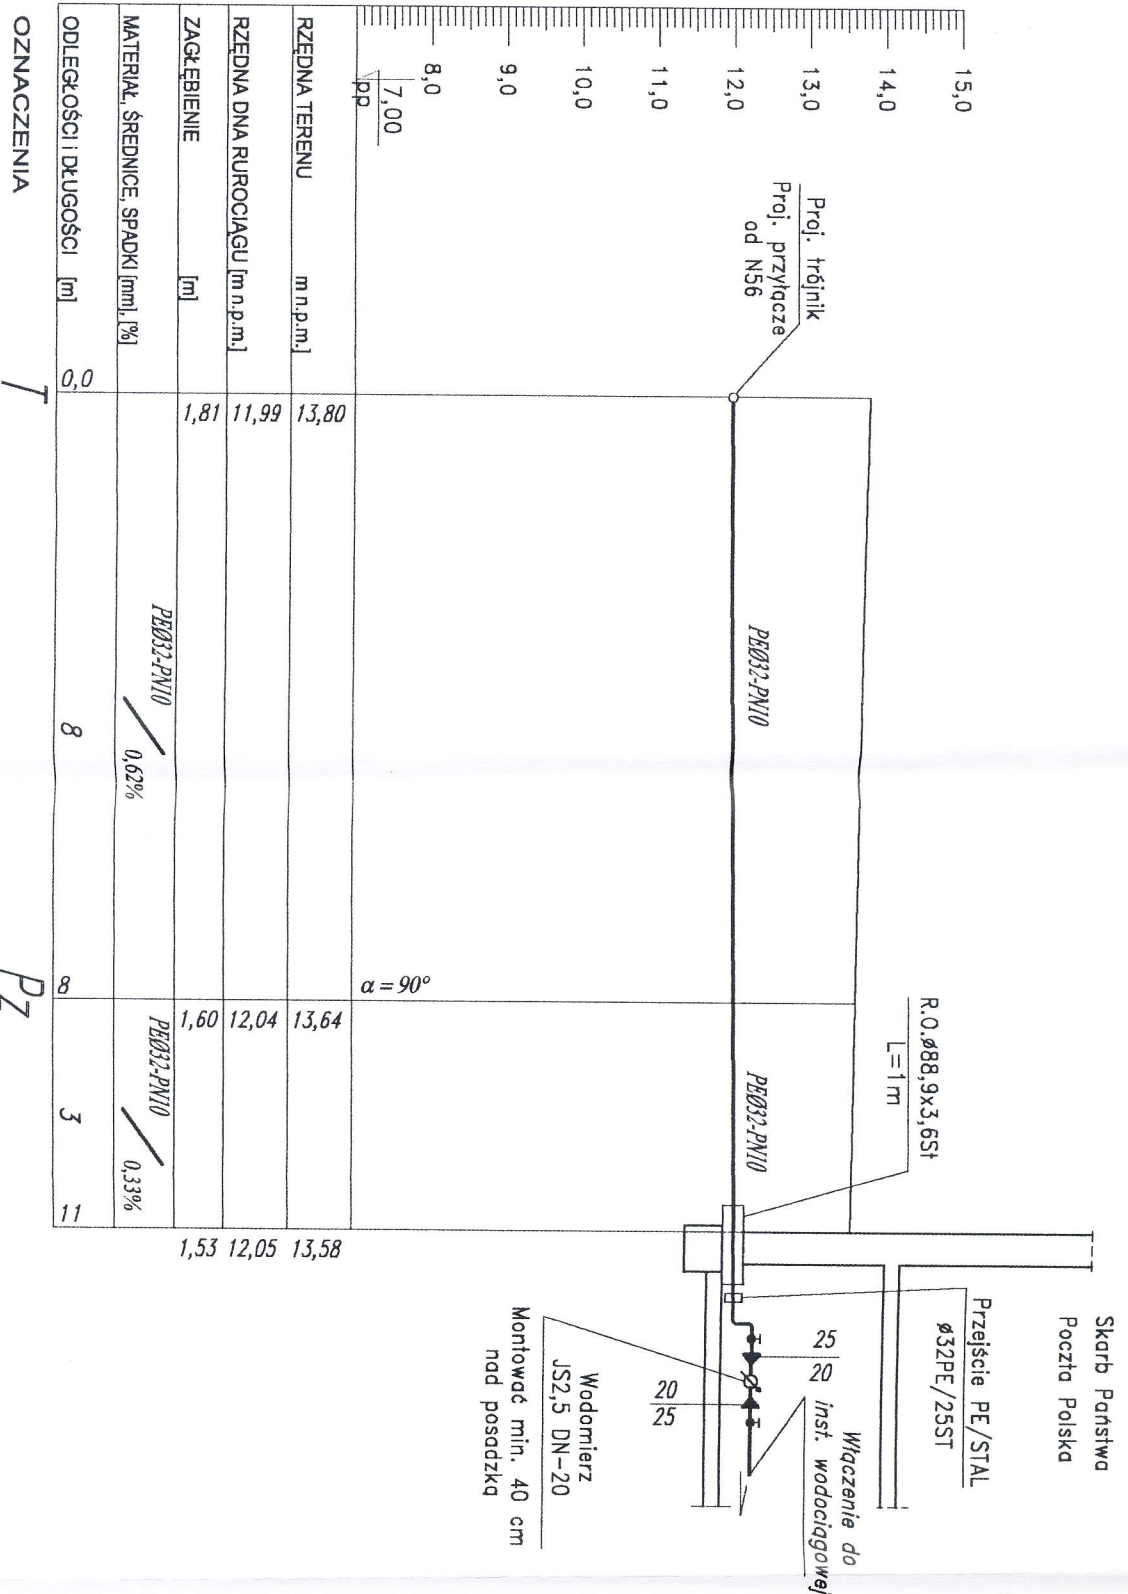 15,0
14,0
13,0
12,0
11,0
10,0
9,0
8,0
7,00
p.p
Proj. trójnik
Proj. przyłącze
od N56
PEØ32-PN10
PEØ32-PN10
R.O.ø88,9x3,6St
L=1m
Skarb Państwa
Poczta Polska
Przejście PE/STAL
ø32PE/25ST
Włączenie do
inst. wodociągowej
25
20
20
25
Wodomierz
JS2,5 DN-20
Montować min. 40 cm
nad posadzką
α = 90°
RZĘDNA TERENU m n.p.m.]
13,80
13,64
13,58
RZĘDNA DNA RUROCIĄGU [m n.p.m.]
11,99
12,04
12,05
ZAGŁĘBIENIE [m]
1,81
1,60
1,53
MATERIAŁ, ŚREDNICE, SPADKI [mm], [%]
PEØ32-PN10
0,62%
PEØ32-PN10
0,33%
ODLEGŁOŚCI i DŁUGOŚCI [m]
0,0
8
8
3
11
OZNACZENIA
T
PZ